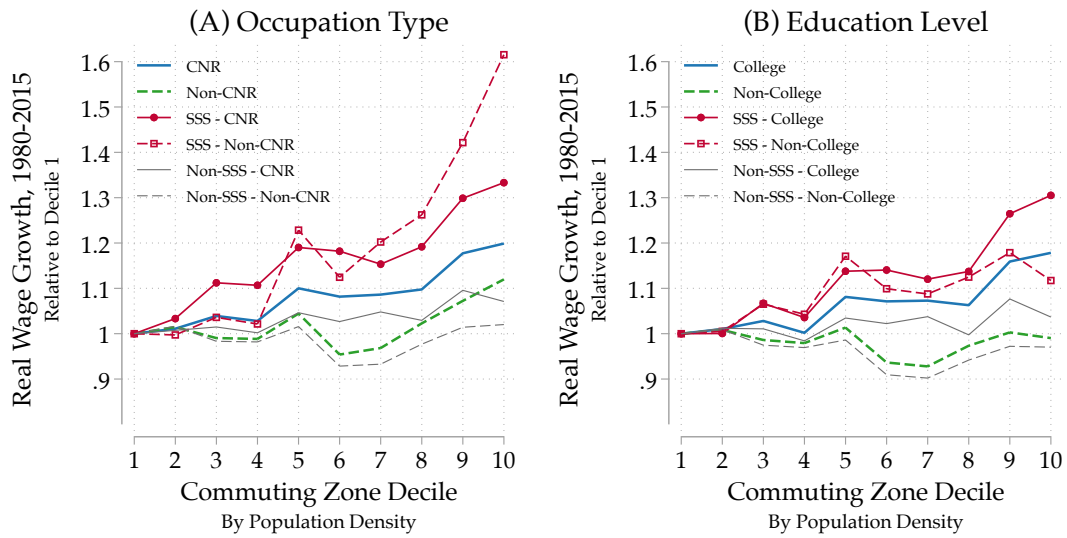 (A) Occupation Type
Real Wage Growth, 1980-2015
Relative to Decile 1
1.6
1.5
1.4
1.3
1.2
1.1
1
.9
CNR
Non-CNR
SSS - CNR
SSS - Non-CNR
Non-SSS - CNR
Non-SSS - Non-CNR
1 2 3 4 5 6 7 8 9 10
Commuting Zone Decile
By Population Density
(B) Education Level
Real Wage Growth, 1980-2015
Relative to Decile 1
1.6
1.5
1.4
1.3
1.2
1.1
1
.9
College
Non-College
SSS - College
SSS - Non-College
Non-SSS - College
Non-SSS - Non-College
1 2 3 4 5 6 7 8 9 10
Commuting Zone Decile
By Population Density